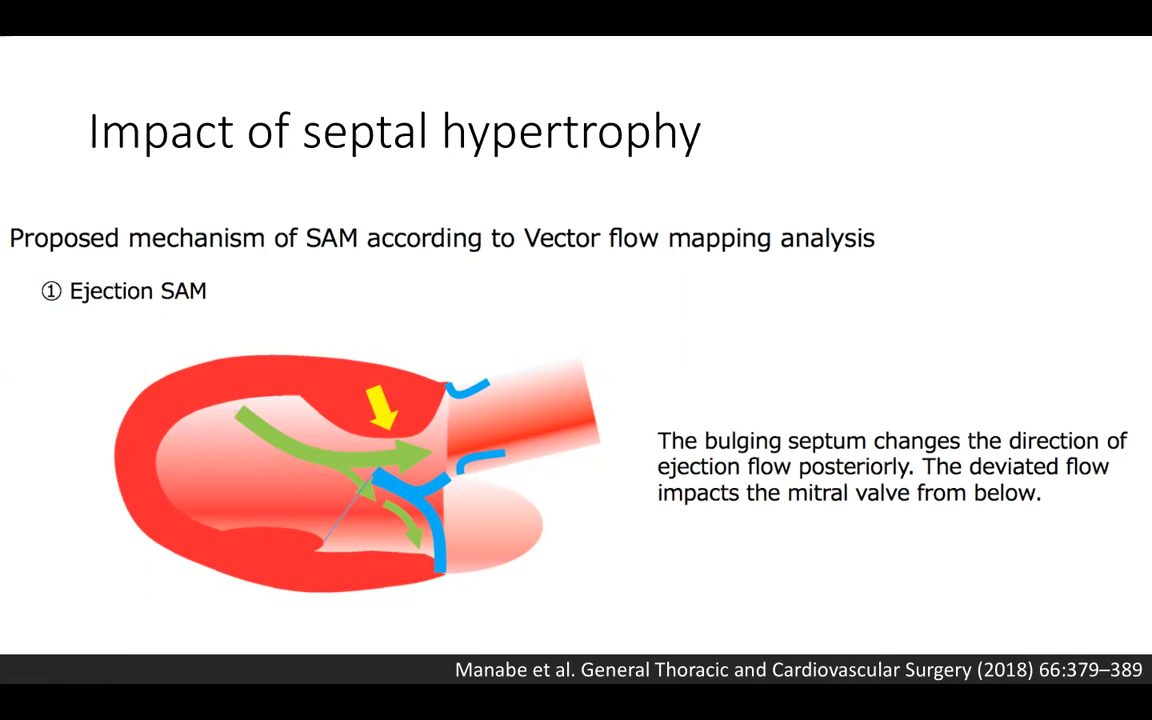 Impact of septal hypertrophy
Proposed mechanism of SAM according to Vector flow mapping analysis
① Ejection SAM
The bulging septum changes the direction of
ejection flow posteriorly. The deviated flow
impacts the mitral valve from below.
Manabe et al. General Thoracic and Cardiovascular Surgery (2018) 66:379–389